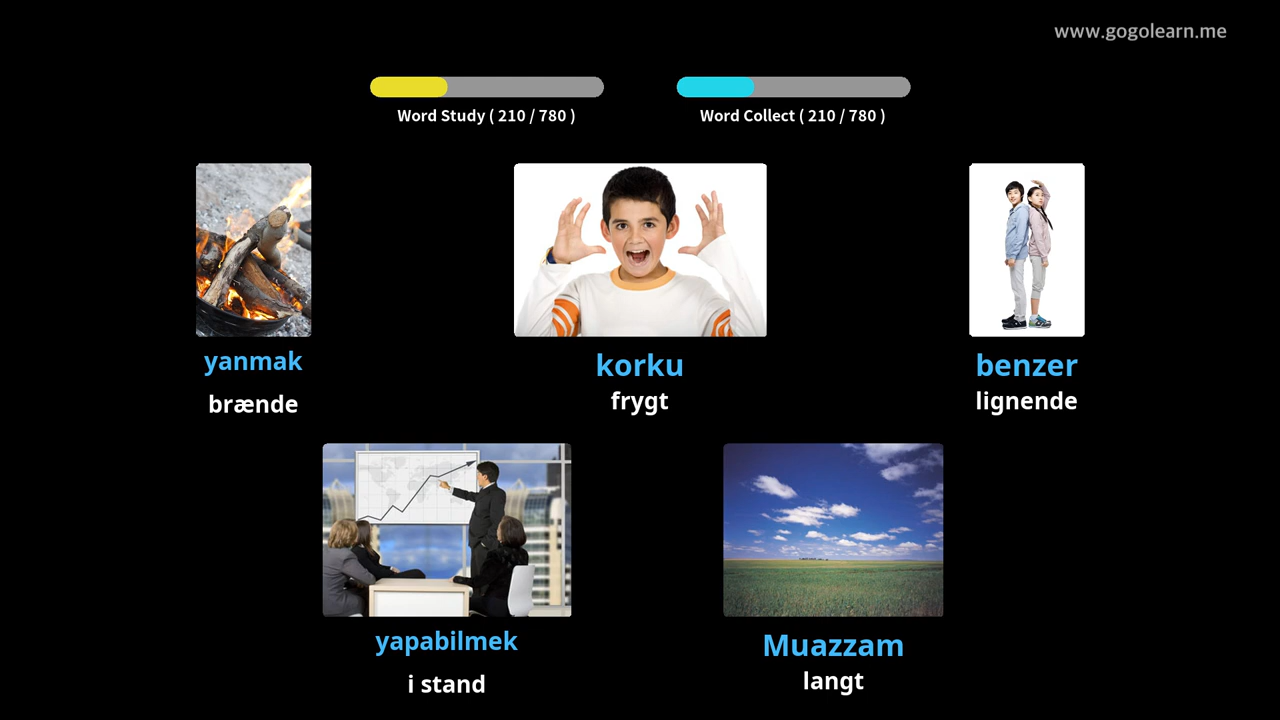 www.gogolearn.me
Word Study ( 210 / 780 )
Word Collect ( 210 / 780 )
yanmak
brænde
korku
frygt
benzer
lignende
yapabilmek
i stand
Muazzam
langt